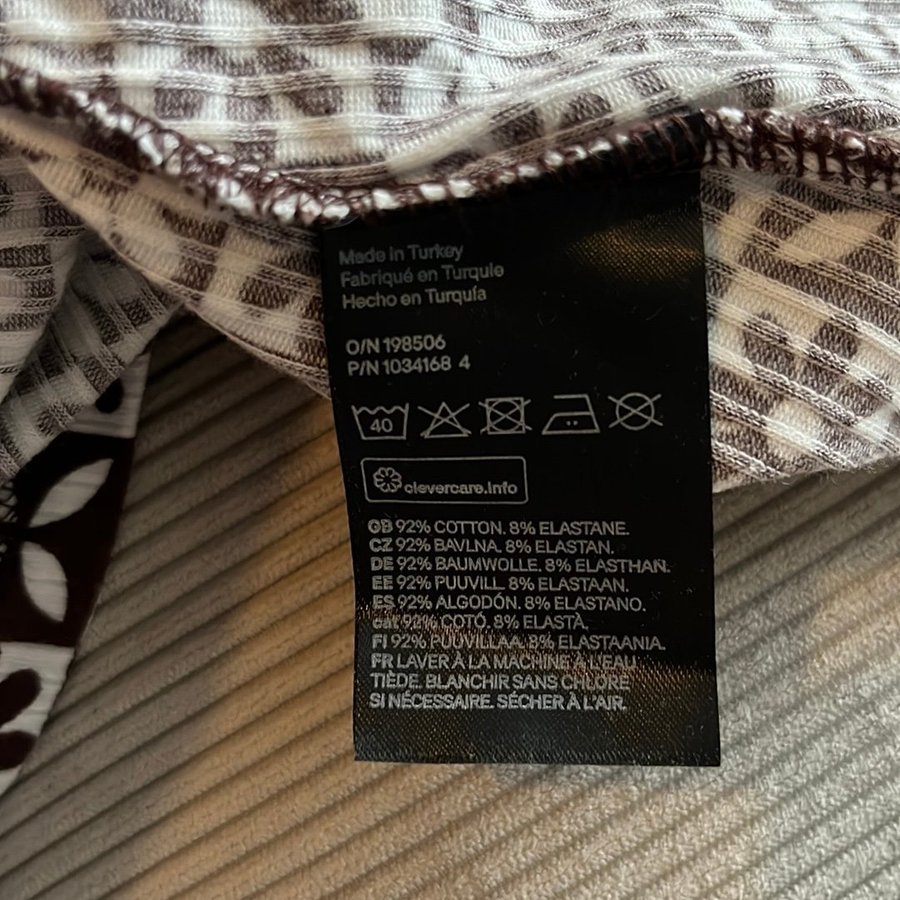 Made in Turkey
Fabriqué en Turquie
Hecho en Turquía
O/N 198506
P/N 1034168 4
40
clevercare.info
GB 92% COTTON. 8% ELASTANE.
CZ 92% BAVLNA. 8% ELASTAN.
DE 92% BAUMWOLLE. 8% ELASTHAN.
EE 92% PUUVILL. 8% ELASTAAN.
ES 92% ALGODÓN. 8% ELASTANO.
cat 92% COTÓ. 8% ELASTÀ.
FI 92% PUUVILLAA. 8% ELASTAANIA.
FR LAVER À LA MACHINE À L'EAU
TIÈDE. BLANCHIR SANS CHLORE
SI NÉCESSAIRE. SÉCHER À L'AIR.